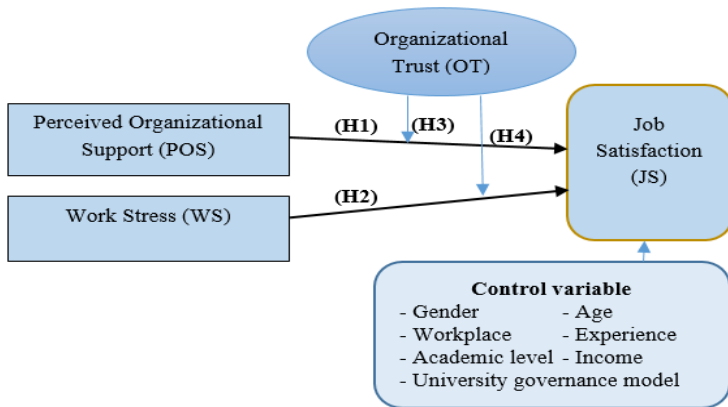 Organizational
Trust (OT)
Perceived Organizational
Support (POS)
(H1)
(H3)
(H4)
Job
Satisfaction
(JS)
Work Stress (WS)
(H2)
Control variable
- Gender - Age
- Workplace - Experience
- Academic level - Income
- University governance model